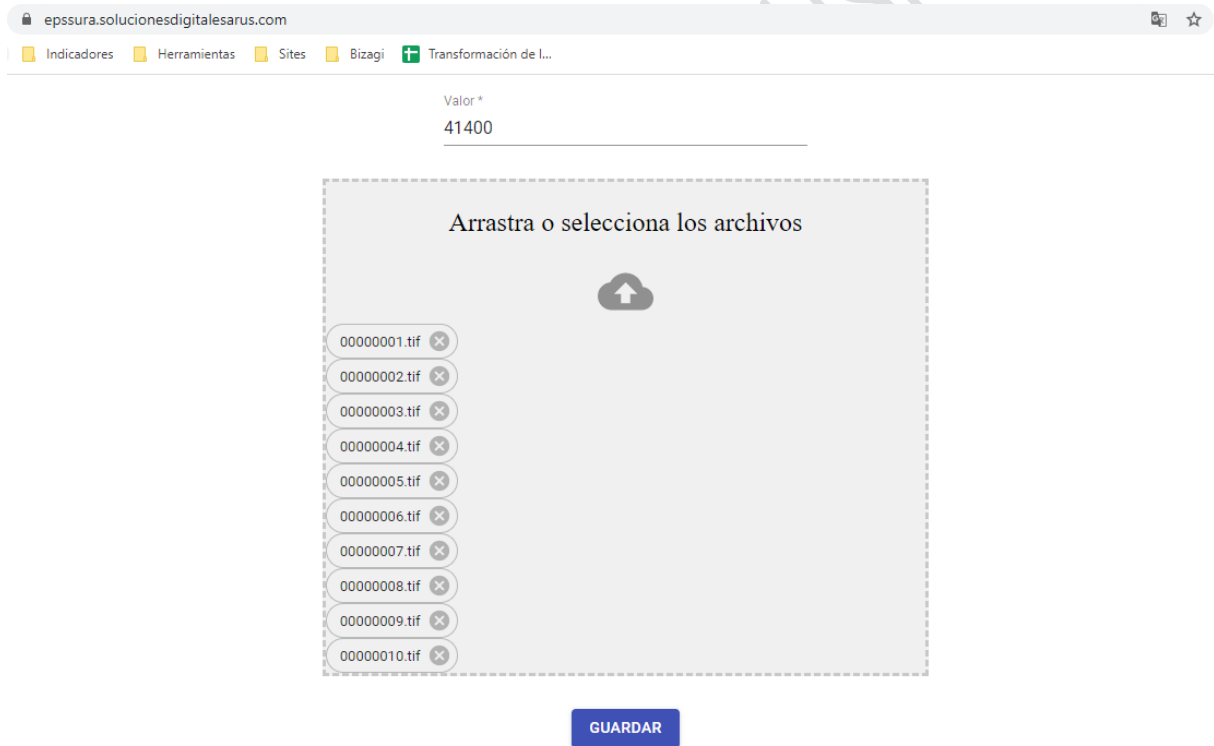 epssura.solucionesdigitalesarus.com
Indicadores Herramientas Sites Bizagi Transformación de l...
Valor *
41400
Arrastra o selecciona los archivos
00000001.tif
00000002.tif
00000003.tif
00000004.tif
00000005.tif
00000006.tif
00000007.tif
00000008.tif
00000009.tif
00000010.tif
GUARDAR